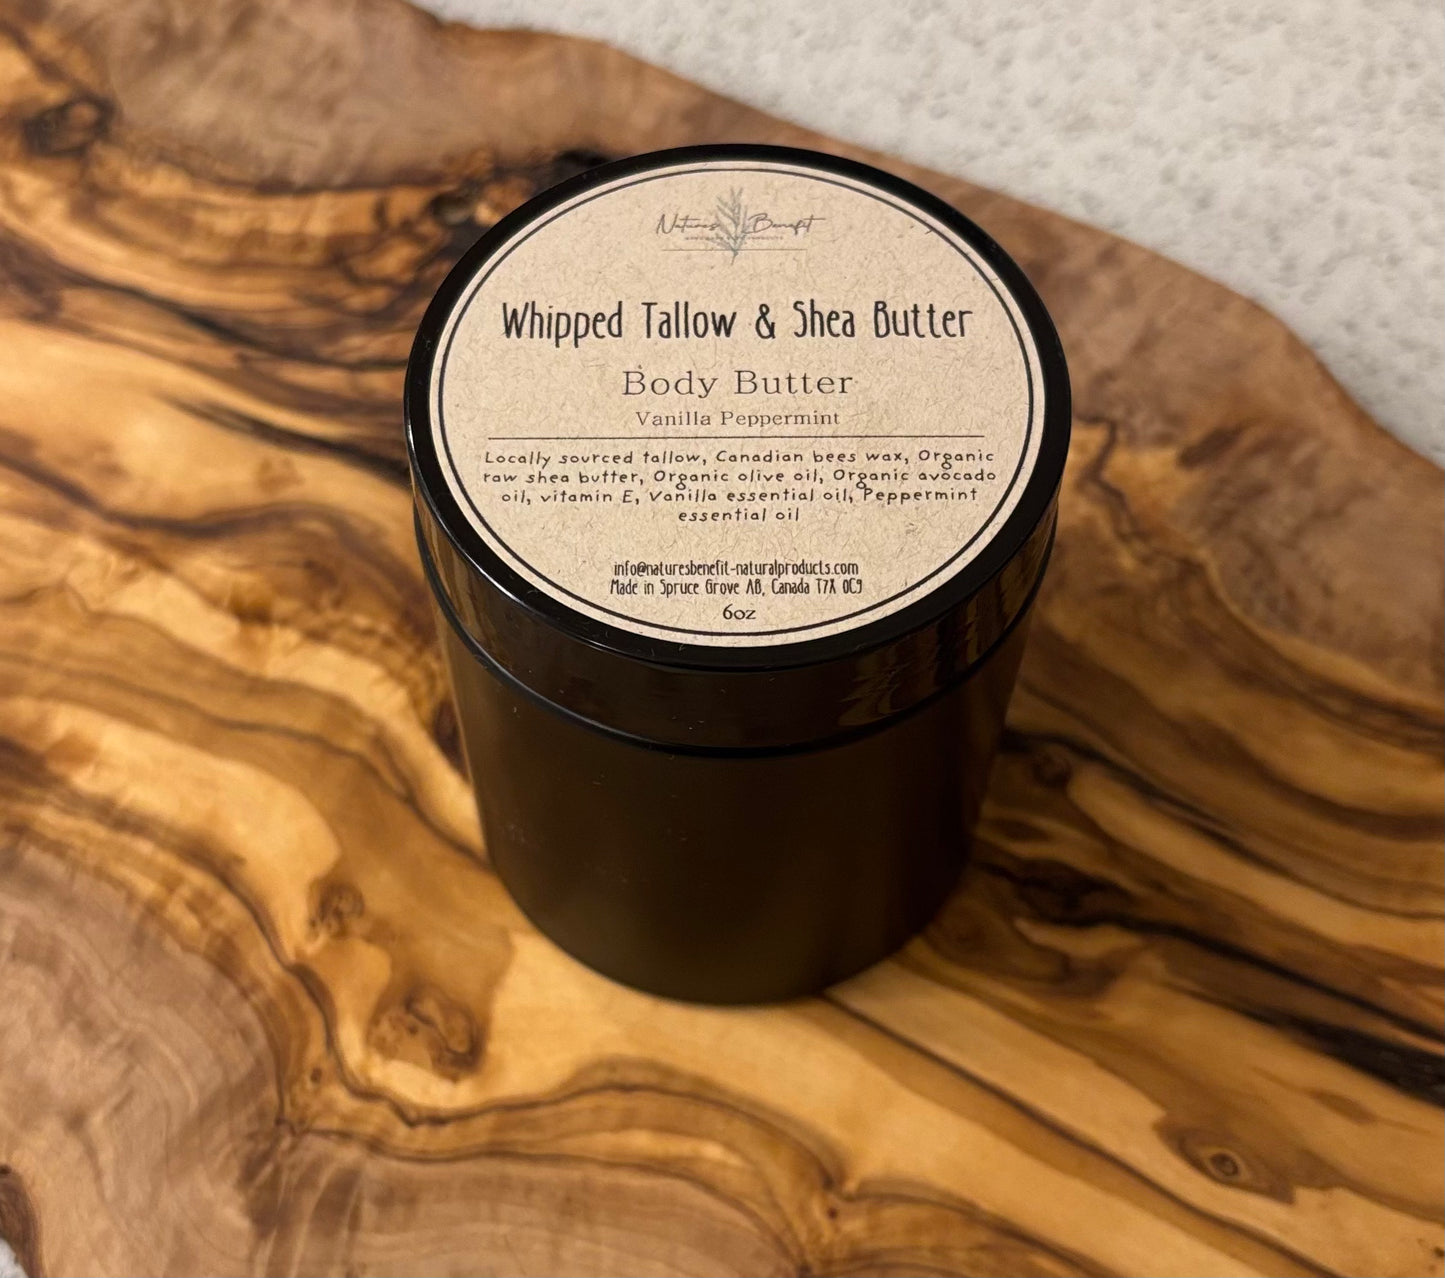 Natures Benefit
Whipped Tallow & Shea Butter
Body Butter
Vanilla Peppermint
Locally sourced tallow, Canadian bees wax, Organic
raw shea butter, Organic olive oil, Organic avocado
oil, vitamin E, Vanilla essential oil, Peppermint
essential oil
info@naturesbenefit-naturalproducts.com
Made in Spruce Grove AB, Canada T7X 0C9
6oz